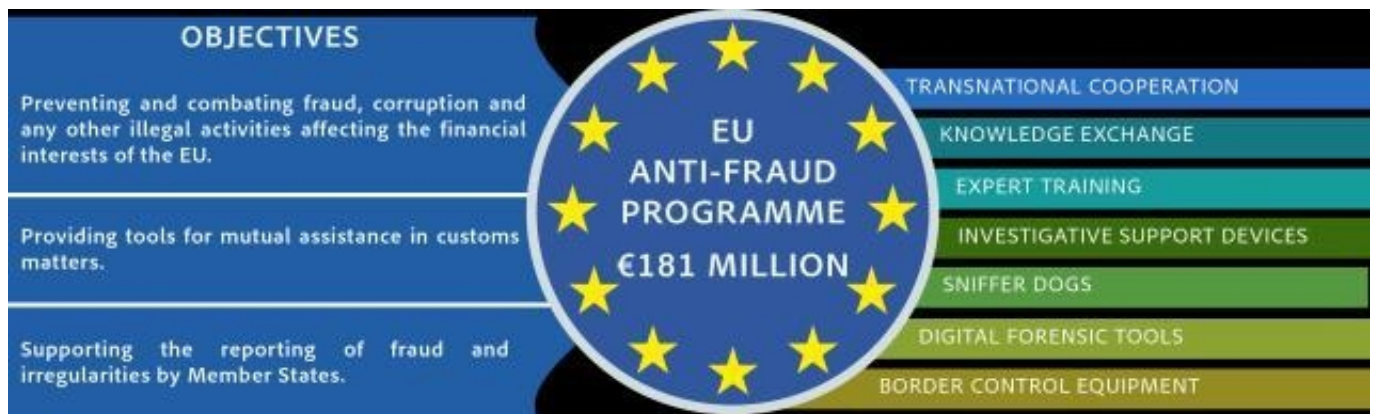 OBJECTIVES
Preventing and combating fraud, corruption and
any other illegal activities affecting the financial
interests of the EU.
Providing tools for mutual assistance in customs
matters.
Supporting the reporting of fraud and
irregularities by Member States.
EU
ANTI-FRAUD
PROGRAMME
€181 MILLION
TRANSNATIONAL COOPERATION
KNOWLEDGE EXCHANGE
EXPERT TRAINING
INVESTIGATIVE SUPPORT DEVICES
SNIFFER DOGS
DIGITAL FORENSIC TOOLS
BORDER CONTROL EQUIPMENT